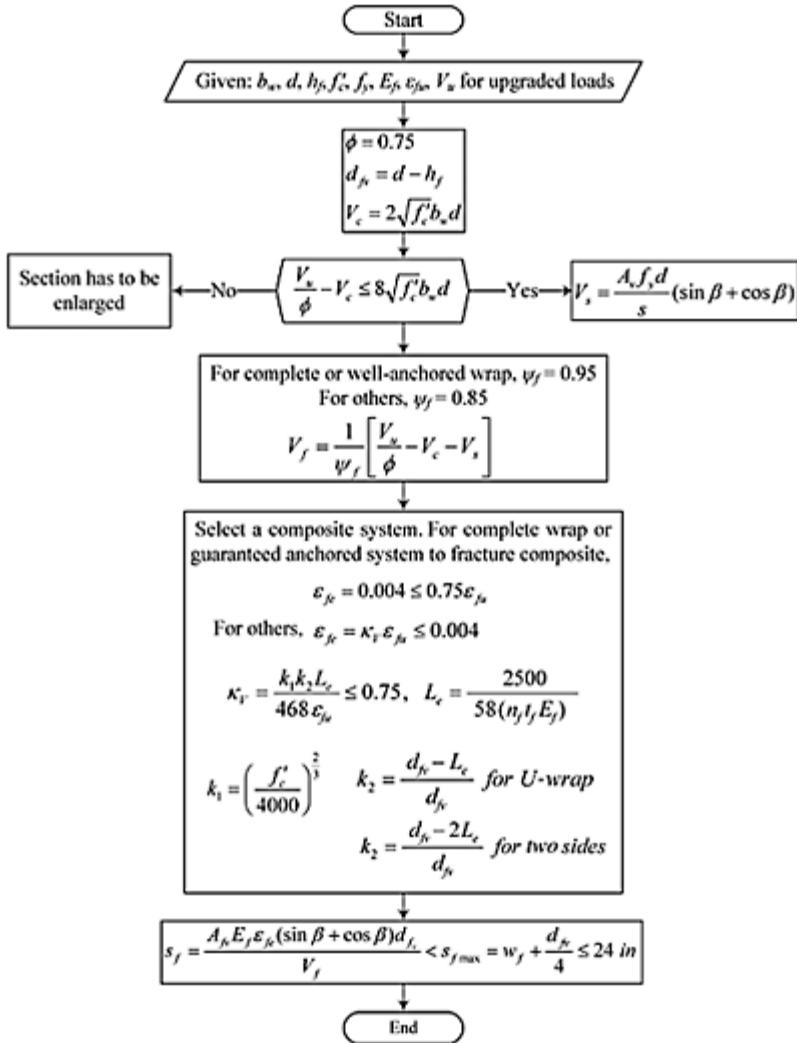 Start
Given: b_w, d, h_f, f'_c, f_y, E_f, ε_fu, V_u for upgraded loads
ϕ = 0.75
d_fv = d − h_f
V_c = 2√f'_c b_w d
Section has to be
enlarged
No
V_u/ϕ − V_c ≤ 8√f'_c b_w d
Yes
V_s = A_v f_y d/s (sin β + cos β)
For complete or well-anchored wrap, ψ_f = 0.95
For others, ψ_f = 0.85
V_f = 1/ψ_f [V_u/ϕ − V_c − V_s]
Select a composite system. For complete wrap or
guaranteed anchored system to fracture composite,
ε_fe = 0.004 ≤ 0.75ε_fu
For others, ε_fe = κ_V ε_fu ≤ 0.004
κ_V = k_1 k_2 L_e/468 ε_fu ≤ 0.75, L_e = 2500/58(n_f t_f E_f)
k_1 = (f'_c/4000)^(2/3) k_2 = d_fv − L_e/d_fv for U-wrap
k_2 = d_fv − 2L_e/d_fv for two sides
s_f = A_fv E_f ε_fe (sin β + cos β) d_fv/V_f < s_f max = w_f + d_fv/4 ≤ 24 in
End